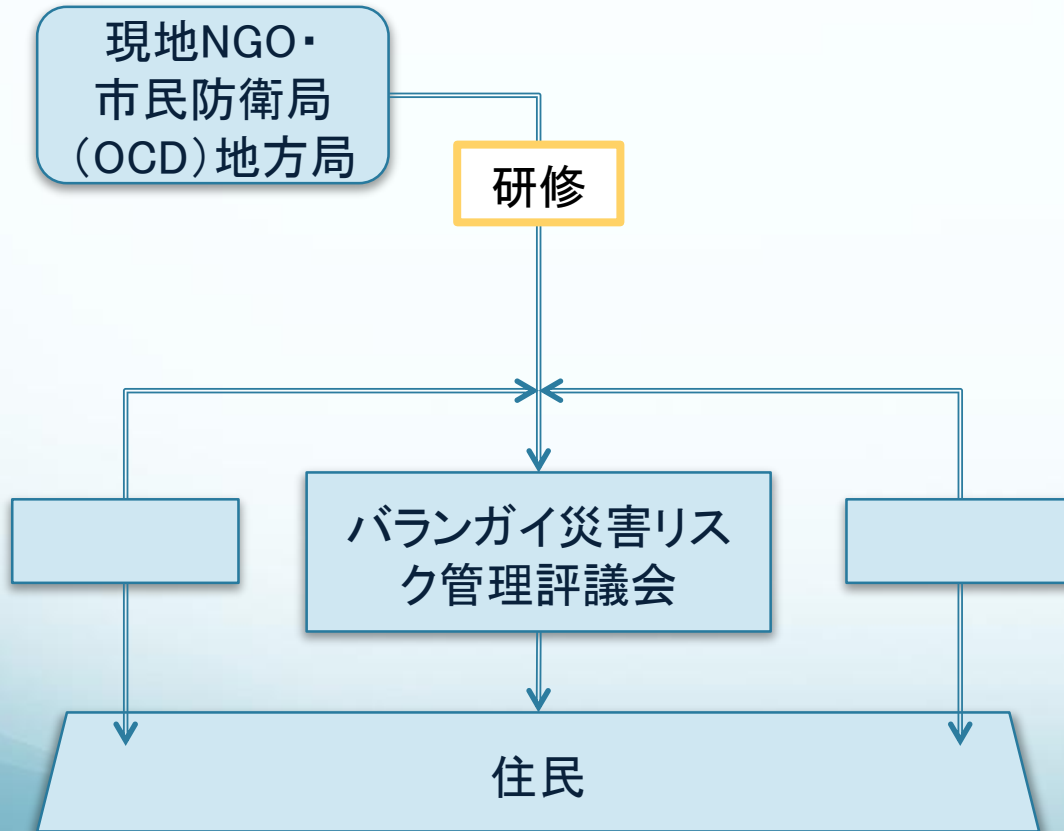 現地NGO・
市民防衛局
（OCD）地方局
研修
バランガイ災害リス
ク管理評議会
住民